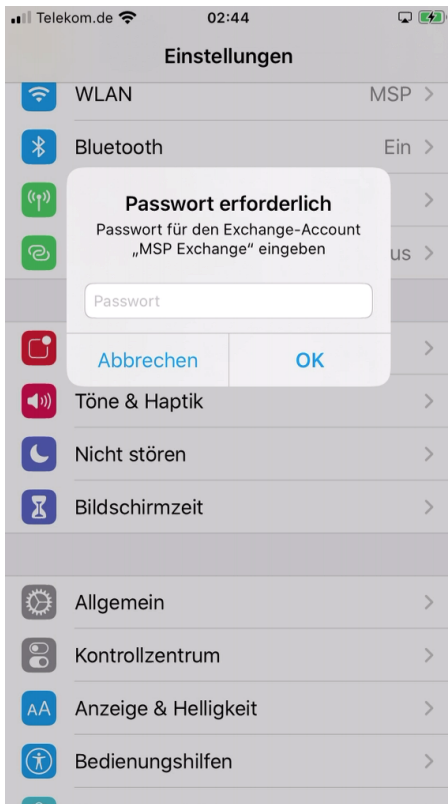 Telekom.de 02:44
Einstellungen
WLAN MSP
Bluetooth Ein
Passwort erforderlich
Passwort für den Exchange-Account
„MSP Exchange“ eingeben
us
Passwort
Abbrechen OK
Töne & Haptik
Nicht stören
Bildschirmzeit
Allgemein
Kontrollzentrum
AA Anzeige & Helligkeit
Bedienungshilfen